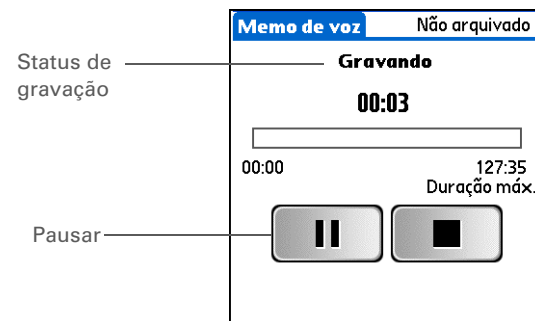 Memo de voz Não arquivado
Status de
gravação
Gravando
00:03
00:00 127:35
Duração máx.
Pausar